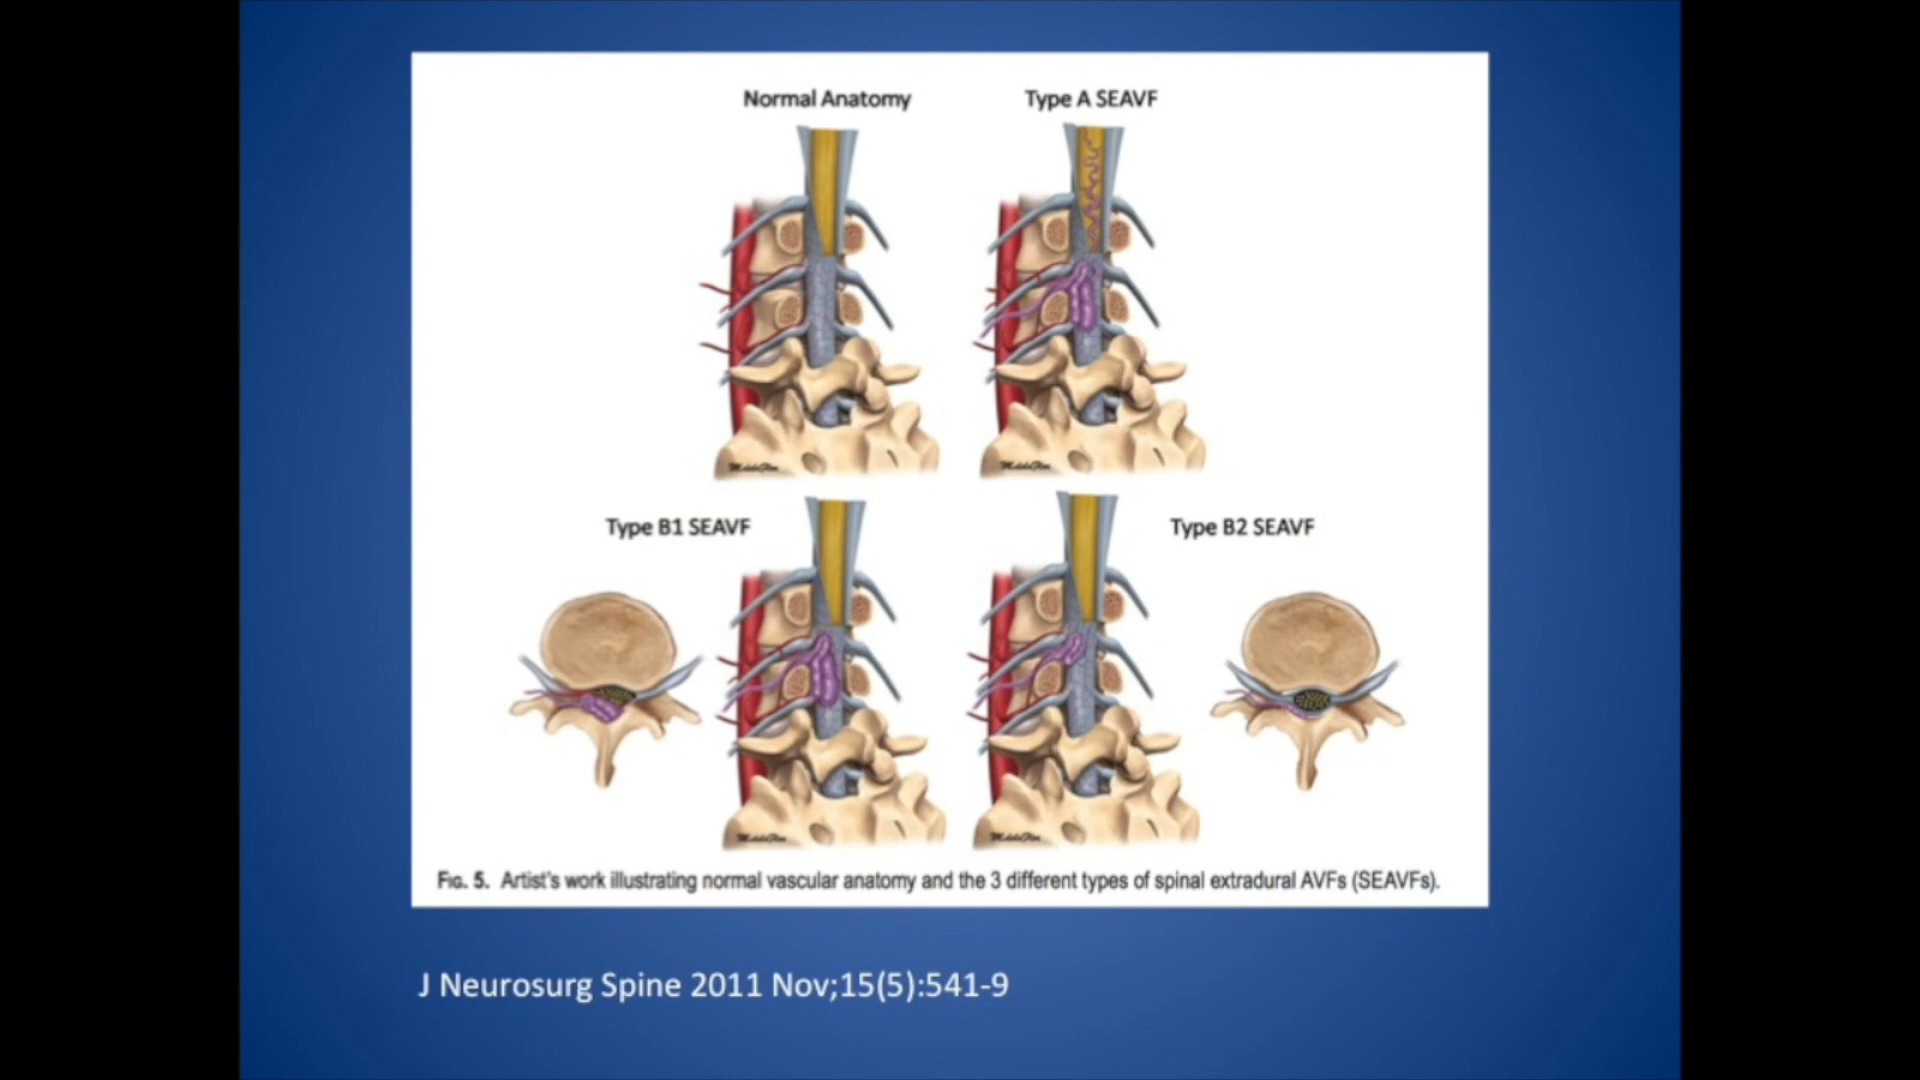 Normal Anatomy
Type A SEAVF
Type B1 SEAVF
Type B2 SEAVF
FIG. 5. Artist's work illustrating normal vascular anatomy and the 3 different types of spinal extradural AVFs (SEAVFs).
J Neurosurg Spine 2011 Nov;15(5):541-9